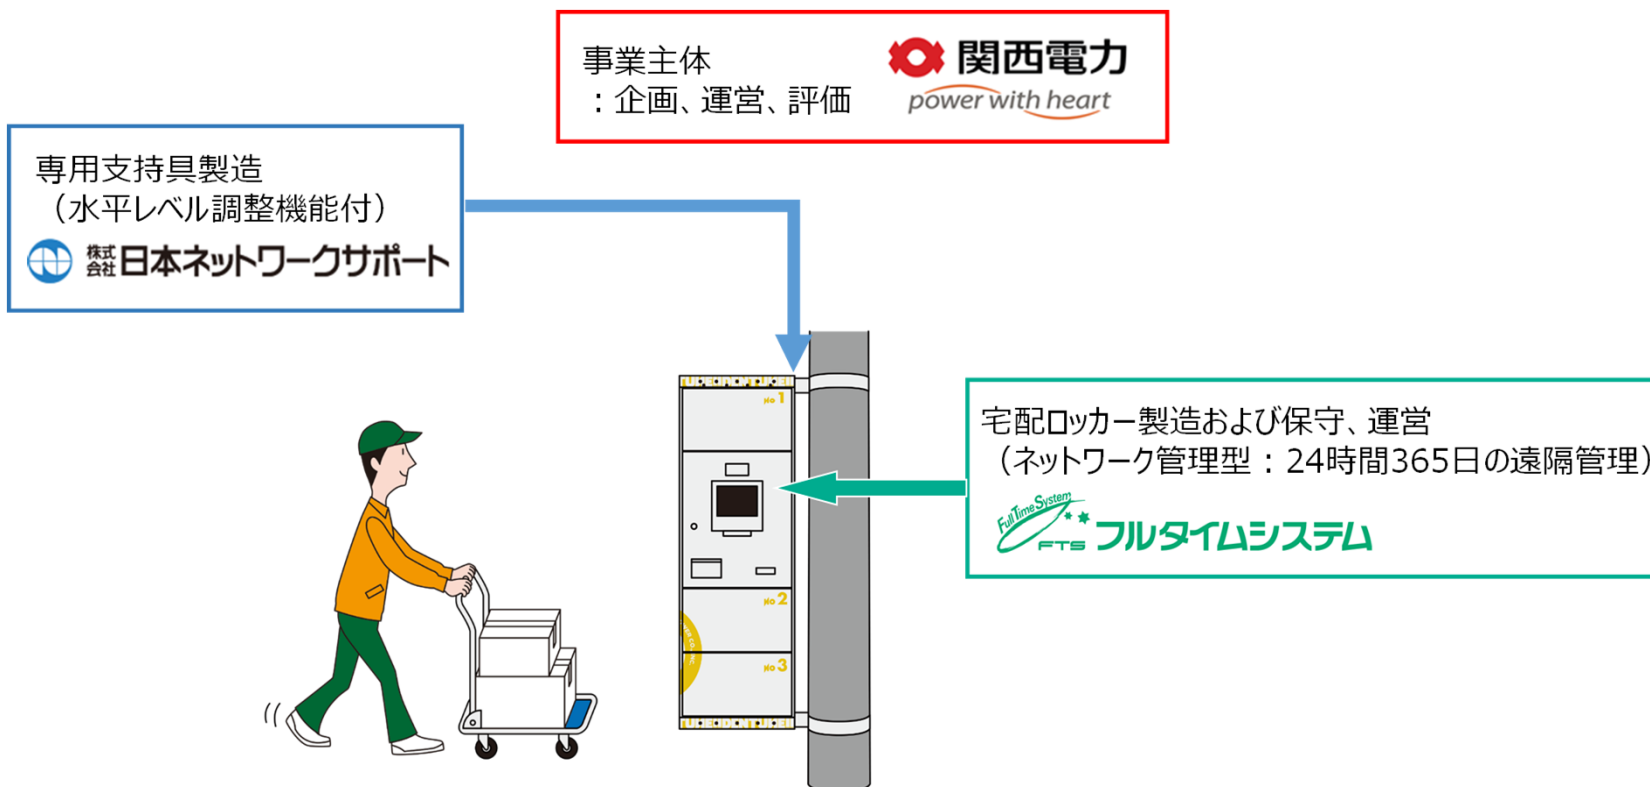 事業主体
：企画、運営、評価
関西電力
power with heart
専用支持具製造
（水平レベル調整機能付）
株式会社日本ネットワークサポート
宅配ロッカー製造および保守、運営
（ネットワーク管理型：24時間365日の遠隔管理）
Full Time System
FTS フルタイムシステム
No 1
No 2
No 3